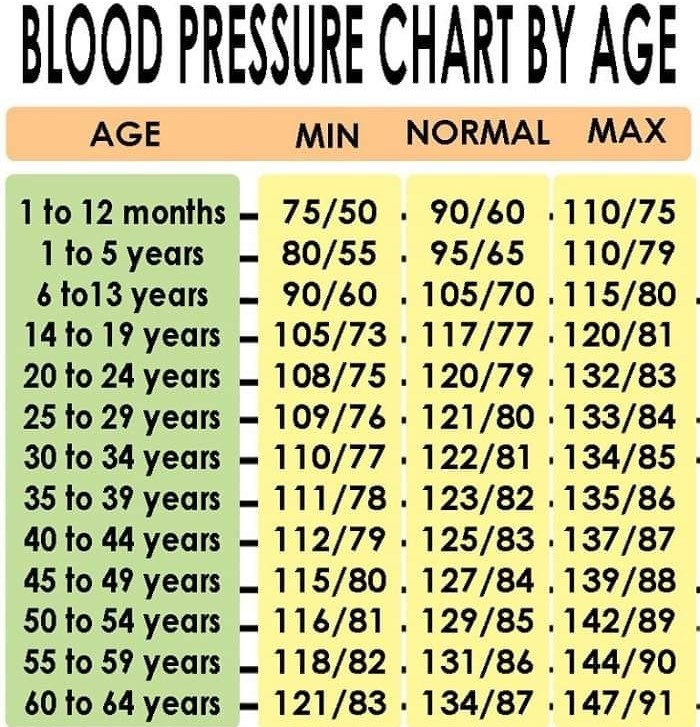 BLOOD PRESSURE CHART BY AGE
AGE MIN NORMAL MAX
1 to 12 months – 75/50 · 90/60 · 110/75
1 to 5 years – 80/55 · 95/65 · 110/79
6 to13 years – 90/60 · 105/70 · 115/80
14 to 19 years – 105/73 · 117/77 · 120/81
20 to 24 years – 108/75 · 120/79 · 132/83
25 to 29 years – 109/76 · 121/80 · 133/84
30 to 34 years – 110/77 · 122/81 · 134/85
35 to 39 years – 111/78 · 123/82 · 135/86
40 to 44 years – 112/79 · 125/83 · 137/87
45 to 49 years – 115/80 · 127/84 · 139/88
50 to 54 years – 116/81 · 129/85 · 142/89
55 to 59 years – 118/82 · 131/86 · 144/90
60 to 64 years – 121/83 · 134/87 · 147/91